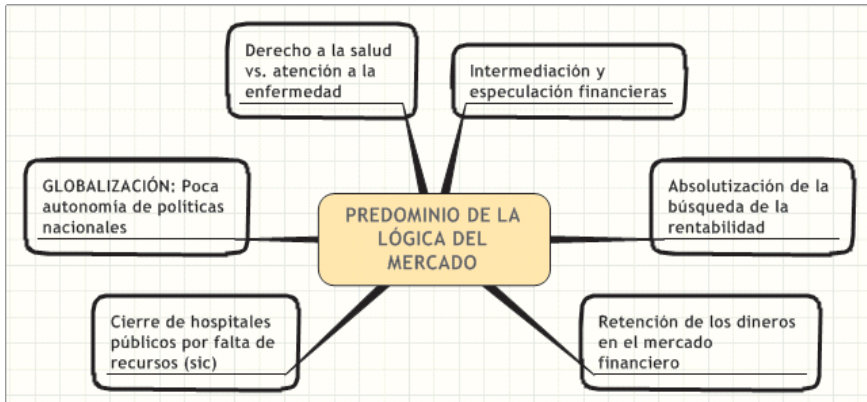 Derecho a la salud
vs. atención a la
enfermedad
Intermediación y
especulación financieras
GLOBALIZACIÓN: Poca
autonomía de políticas
nacionales
PREDOMINIO DE LA
LÓGICA DEL
MERCADO
Absolutización de la
búsqueda de la
rentabilidad
Cierre de hospitales
públicos por falta de
recursos (sic)
Retención de los dineros
en el mercado
financiero